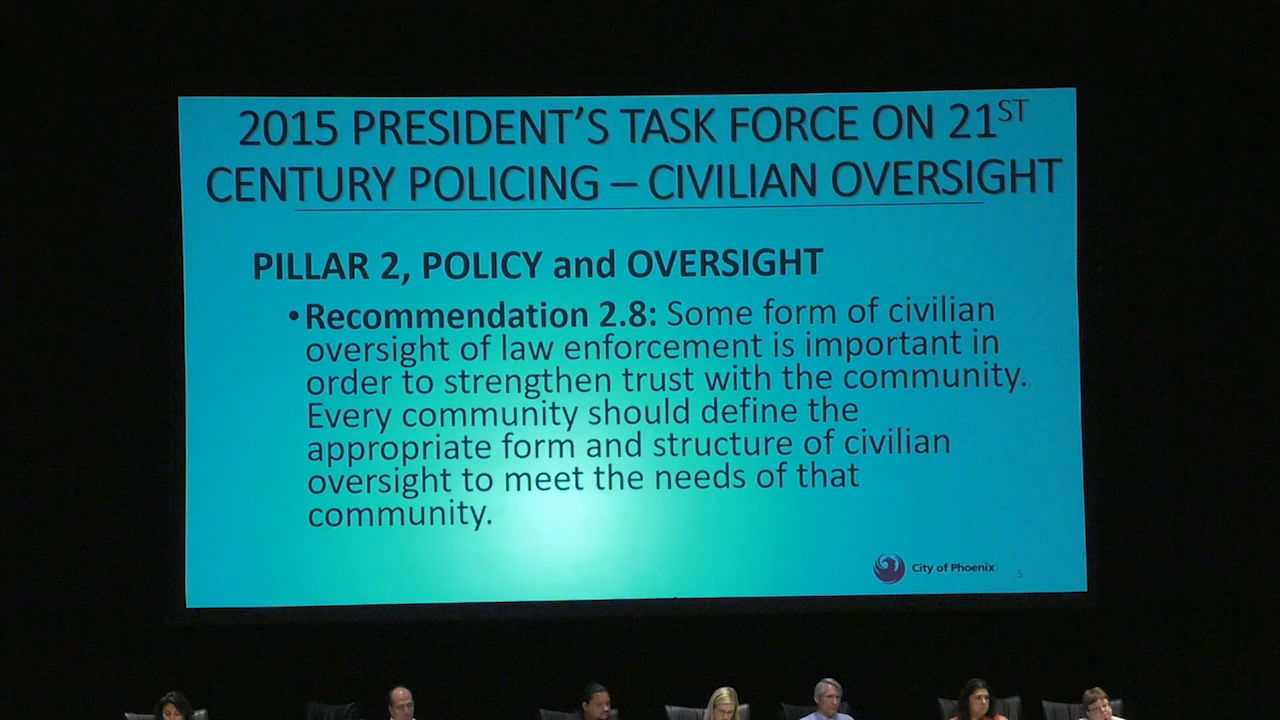 2015 PRESIDENT'S TASK FORCE ON 21ST
CENTURY POLICING – CIVILIAN OVERSIGHT
PILLAR 2, POLICY and OVERSIGHT
•Recommendation 2.8: Some form of civilian
oversight of law enforcement is important in
order to strengthen trust with the community.
Every community should define the
appropriate form and structure of civilian
oversight to meet the needs of that
community.
City of Phoenix
5